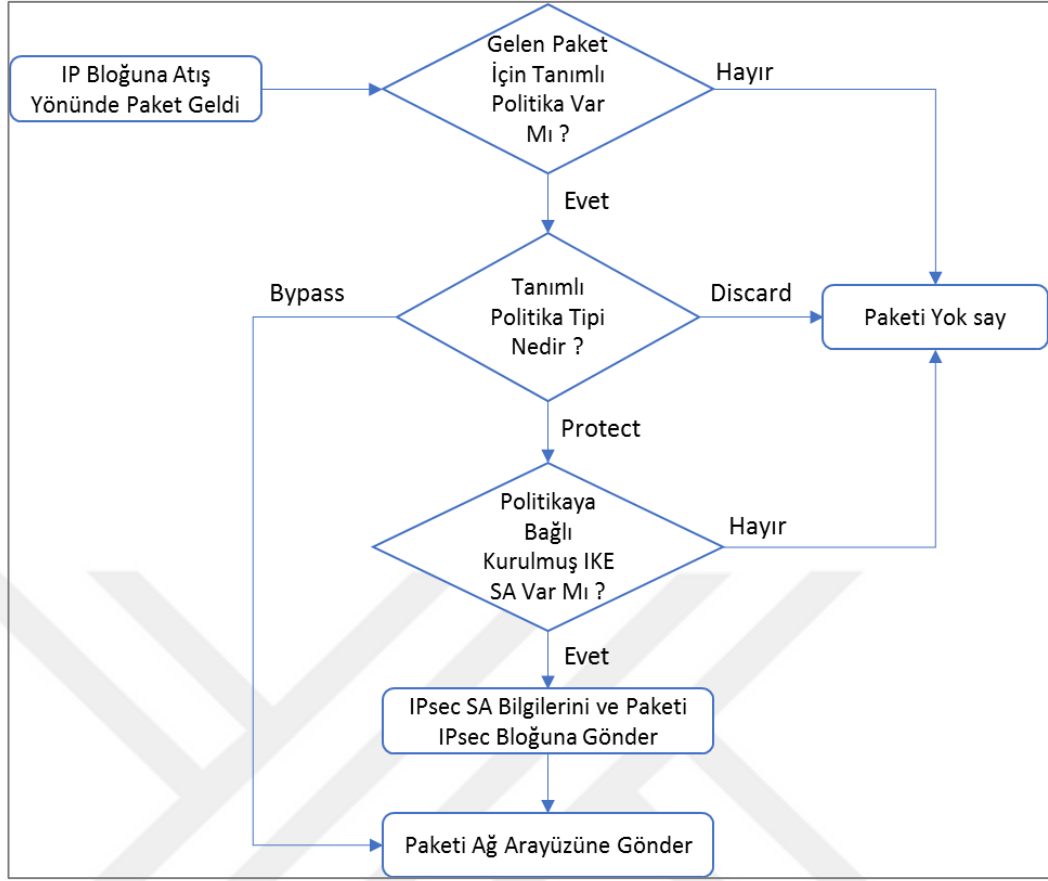 IP Bloğuna Atış
Yönünde Paket Geldi
Gelen Paket
İçin Tanımlı
Politika Var
Mı ?
Hayır
Evet
Bypass
Tanımlı
Politika Tipi
Nedir ?
Discard
Paketi Yok say
Protect
Politikaya
Bağlı
Kurulmuş IKE
SA Var Mı ?
Hayır
Evet
IPsec SA Bilgilerini ve Paketi
IPsec Bloğuna Gönder
Paketi Ağ Arayüzüne Gönder